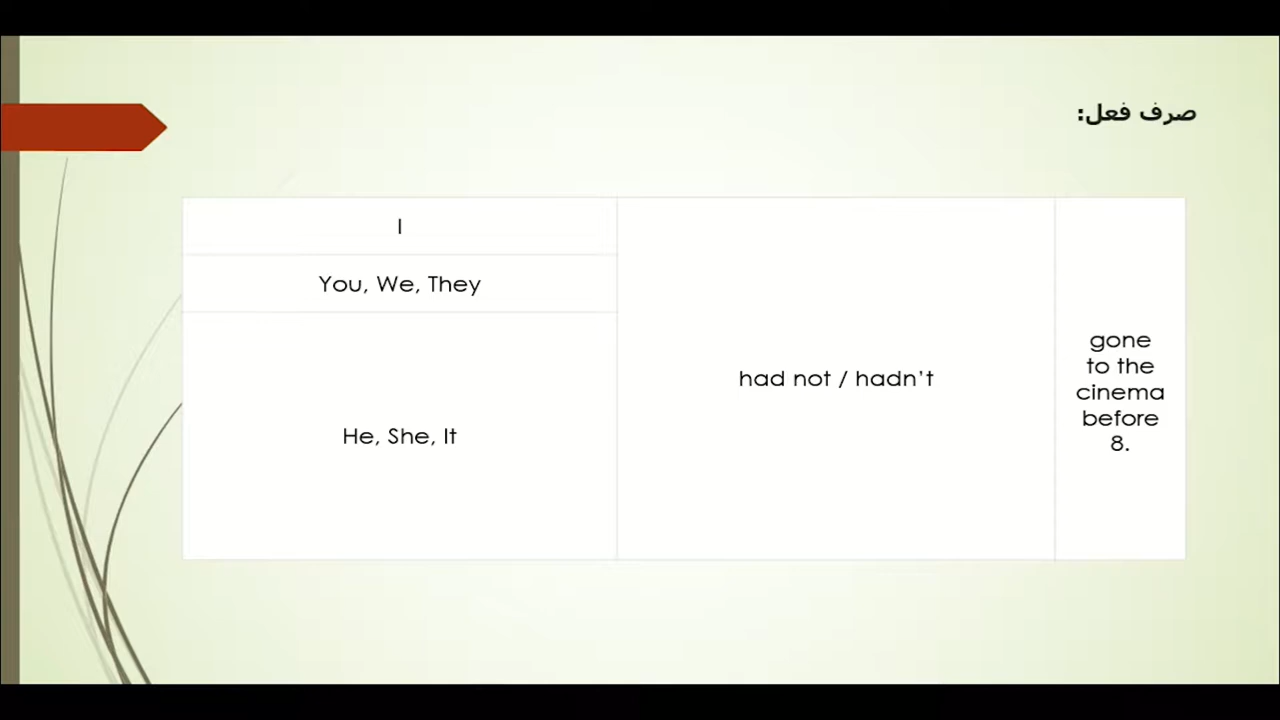 صرف فعل:
I
You, We, They
He, She, It
had not / hadn’t
gone
to the
cinema
before
8.